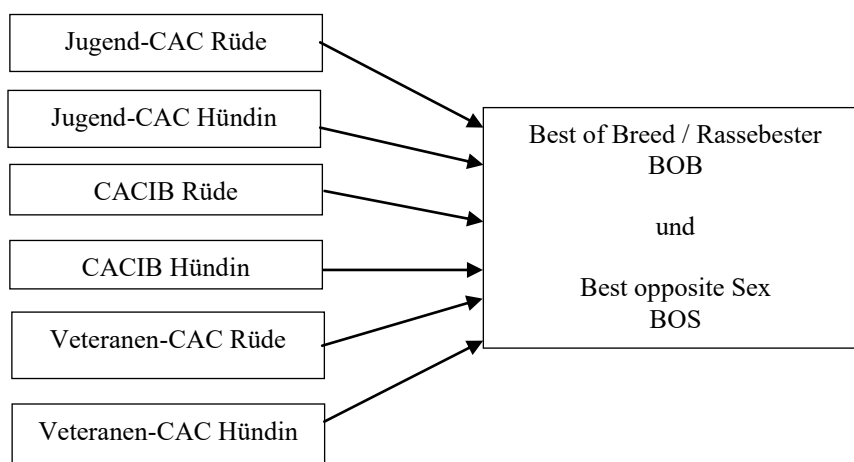 Jugend-CAC Rüde
Jugend-CAC Hündin
CACIB Rüde
CACIB Hündin
Veteranen-CAC Rüde
Veteranen-CAC Hündin
Best of Breed / Rassebester
BOB
und
Best opposite Sex
BOS